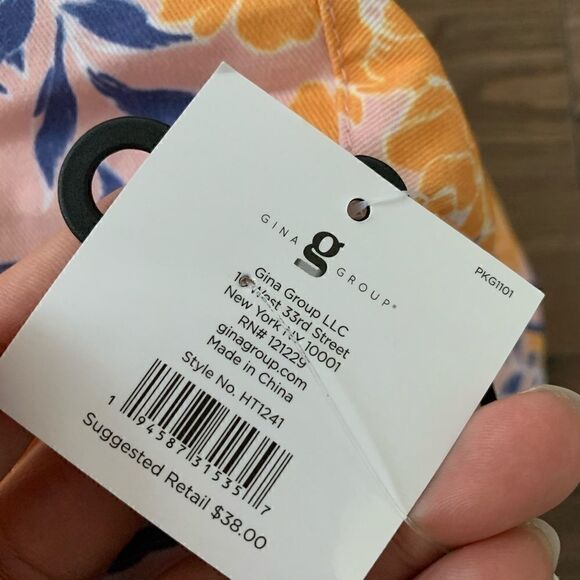 GINA g GROUP®
PKG1101
Gina Group LLC
10 West 33rd Street
New York NY 10001
RN# 121229
ginagroup.com
Made in China
Style No. HT1241
1 94587 31535 7
Suggested Retail $38.00